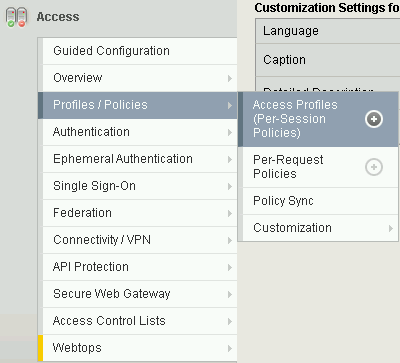 Access
Customization Settings fo
Language
Caption
Detailed Description
Guided Configuration
Overview
Profiles / Policies
Authentication
Ephemeral Authentication
Single Sign-On
Federation
Connectivity / VPN
API Protection
Secure Web Gateway
Access Control Lists
Webtops
Access Profiles
(Per-Session
Policies)
Per-Request
Policies
Policy Sync
Customization